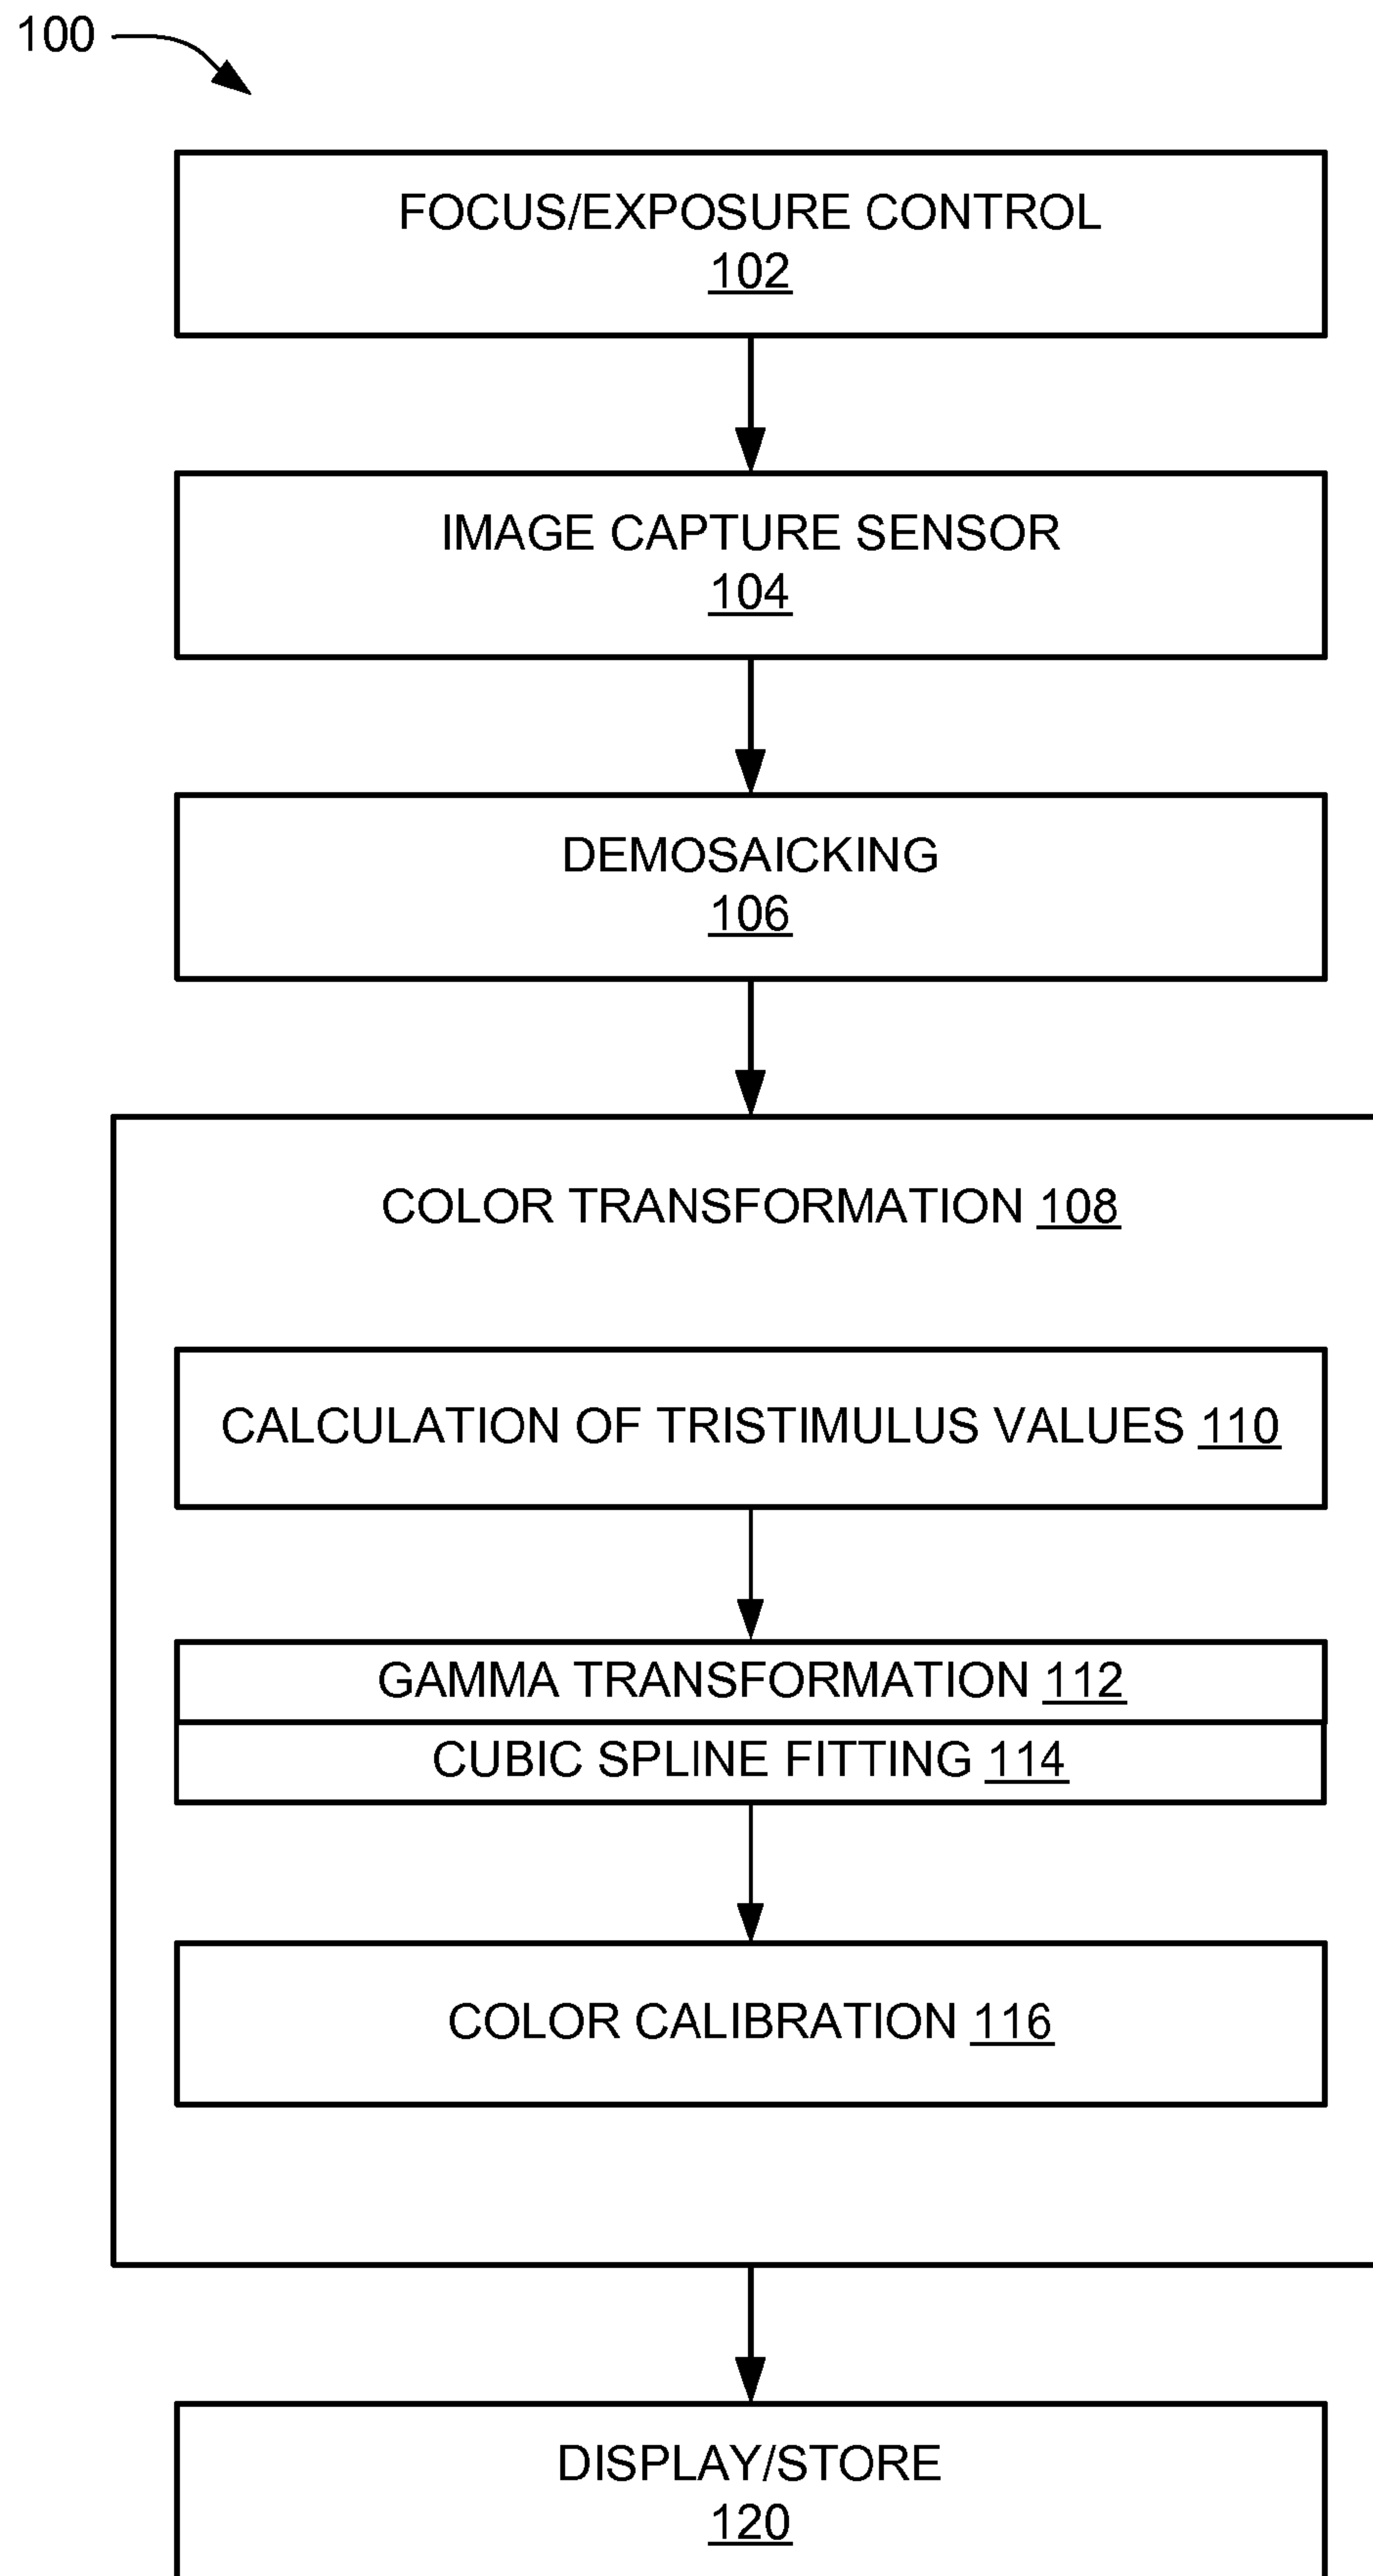 100
FOCUS/EXPOSURE CONTROL
102
IMAGE CAPTURE SENSOR
104
DEMOSAICKING
106
COLOR TRANSFORMATION 108
CALCULATION OF TRISTIMULUS VALUES 110
GAMMA TRANSFORMATION 112
CUBIC SPLINE FITTING 114
COLOR CALIBRATION 116
DISPLAY/STORE
120